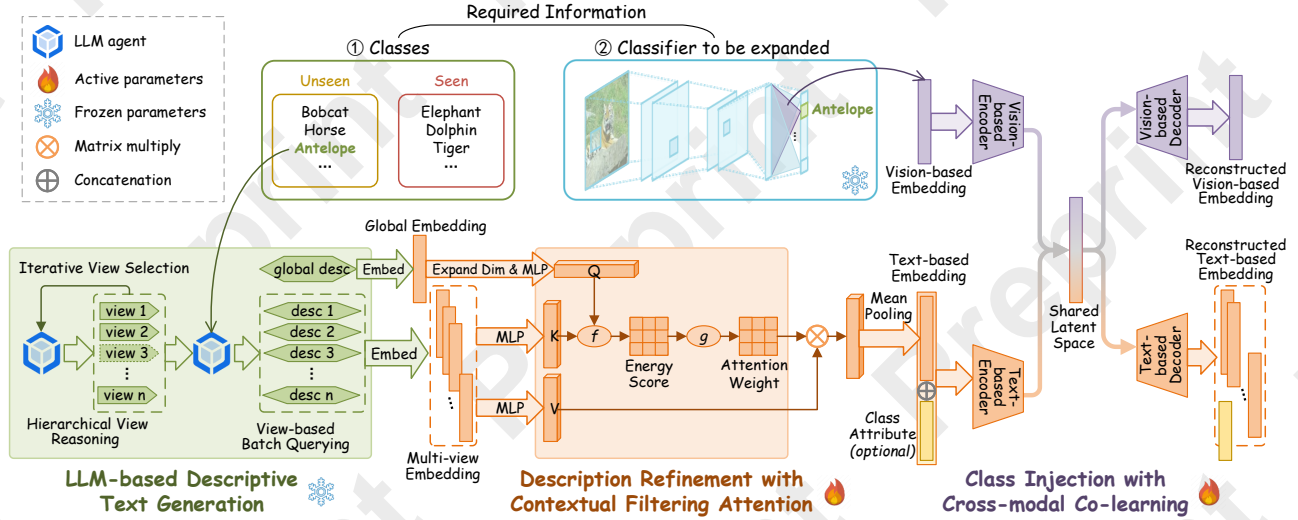 Required Information
LLM agent
Active parameters
Frozen parameters
Matrix multiply
Concatenation
① Classes
Unseen
Bobcat
Horse
Antelope
...
Seen
Elephant
Dolphin
Tiger
...
② Classifier to be expanded
Antelope
Vision-based
Embedding
Vision-
based
Encoder
Vision-
based
Decoder
Reconstructed
Vision-based
Embedding
Iterative View Selection
view 1
view 2
view 3
view n
Hierarchical View
Reasoning
global desc
desc 1
desc 2
desc 3
desc n
View-based
Batch Querying
Embed
Embed
Global Embedding
Expand Dim & MLP
Multi-view
Embedding
MLP
MLP
Q
K
V
f
Energy
Score
g
Attention
Weight
Mean
Pooling
Text-based
Embedding
Class
Attribute
(optional)
Text-
based
Encoder
Shared
Latent
Space
Text-
based
Decoder
Reconstructed
Text-based
Embedding
LLM-based Descriptive
Text Generation
Description Refinement with
Contextual Filtering Attention
Class Injection with
Cross-modal Co-learning
Preprint